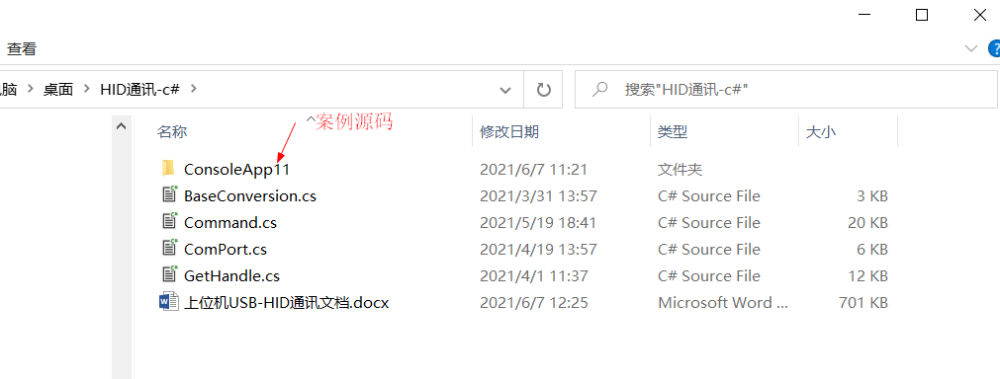 查看
脑 > 桌面 > HID通讯-c# >
搜索"HID通讯-c#"
案例源码
名称 修改日期 类型 大小
ConsoleApp11 2021/6/7 11:21 文件夹
BaseConversion.cs 2021/3/31 13:57 C# Source File 3 KB
Command.cs 2021/5/19 18:41 C# Source File 20 KB
ComPort.cs 2021/4/19 13:57 C# Source File 6 KB
GetHandle.cs 2021/4/1 11:37 C# Source File 12 KB
上位机USB-HID通讯文档.docx 2021/6/7 12:25 Microsoft Word ... 701 KB